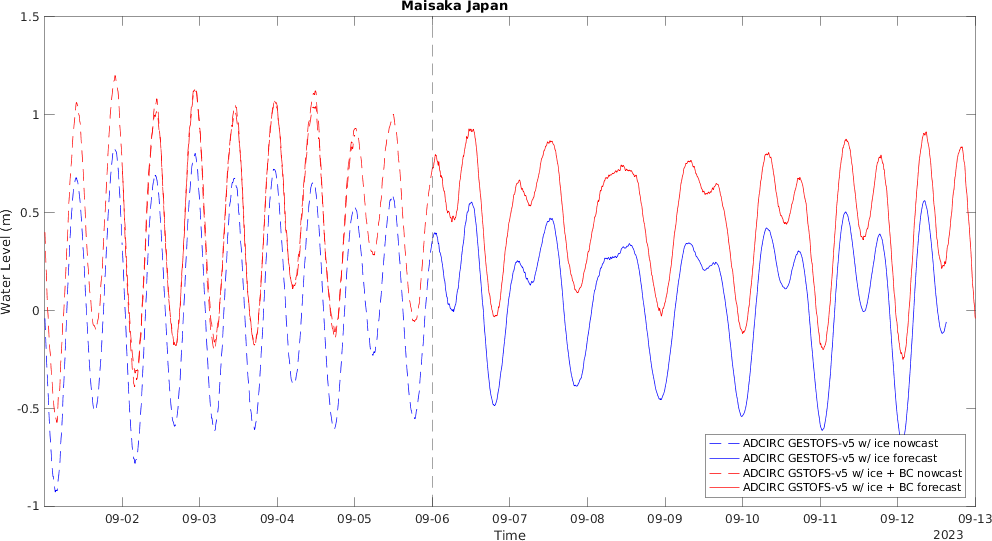 Maisaka Japan
1.5
1
0.5
0
-0.5
-1
Water Level (m)
ADCIRC GESTOFS-v5 w/ ice nowcast
ADCIRC GESTOFS-v5 w/ ice forecast
ADCIRC GSTOFS-v5 w/ ice + BC nowcast
ADCIRC GSTOFS-v5 w/ ice + BC forecast
09-02 09-03 09-04 09-05 09-06 09-07 09-08 09-09 09-10 09-11 09-12 09-13
Time
2023